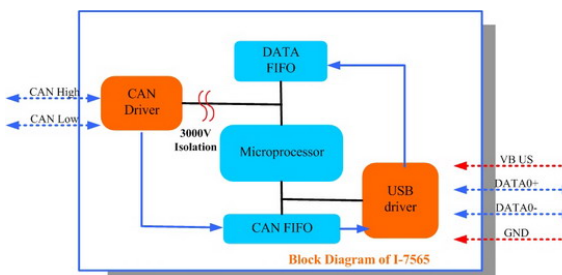 DATA
FIFO
CAN High
CAN
Driver
CAN Low
3000V
Isolation
Microprocessor
VB US
USB
driver
DATA0+
DATA0-
CAN FIFO
GND
Block Diagram of I-7565